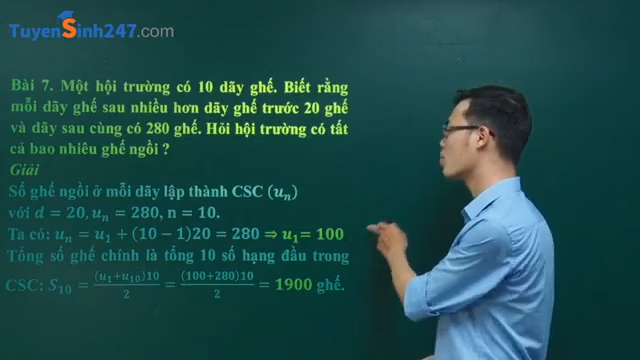 TuyenSinh247.com
Bài 7. Một hội trường có 10 dãy ghế. Biết rằng
mỗi dãy ghế sau nhiều hơn dãy ghế trước 20 ghế
và dãy sau cùng có 280 ghế. Hỏi hội trường có tất
cả bao nhiêu ghế ngồi ?
Giải
Số ghế ngồi ở mỗi dãy lập thành CSC (uₙ)
với d = 20, uₙ = 280, n = 10.
Ta có: uₙ = u₁ + (10 − 1)20 = 280 ⇒ u₁= 100
Tổng số ghế chính là tổng 10 số hạng đầu trong
CSC: S₁₀ = (u₁+u₁₀)10/2 = (100+280)10/2 = 1900 ghế.